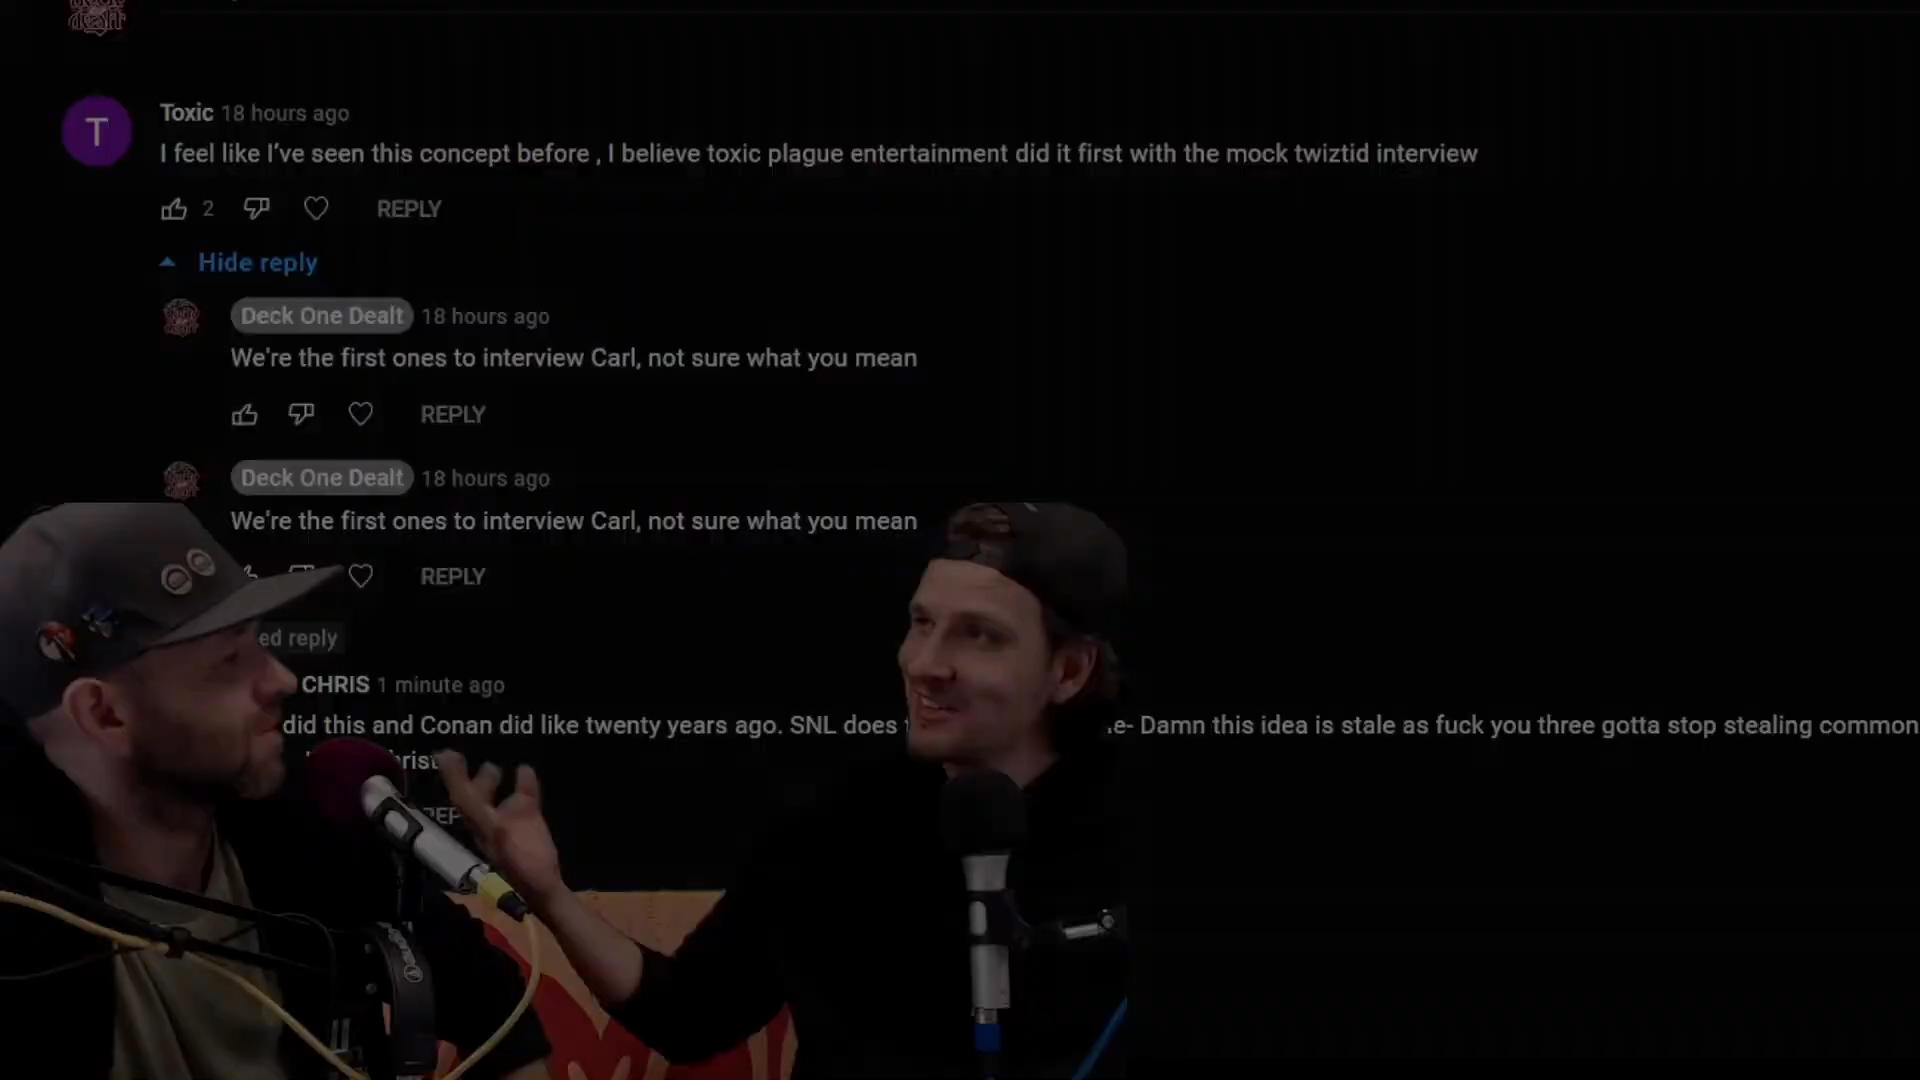 Toxic 18 hours ago
I feel like I've seen this concept before , I believe toxic plague entertainment did it first with the mock twiztid interview
2 REPLY
Hide reply
Deck One Dealt 18 hours ago
We're the first ones to interview Carl, not sure what you mean
REPLY
Deck One Dealt 18 hours ago
We're the first ones to interview Carl, not sure what you mean
REPLY
reply
CHRIS 1 minute ago
did this and Conan did like twenty years ago. SNL does Damn this idea is stale as fuck you three gotta stop stealing common